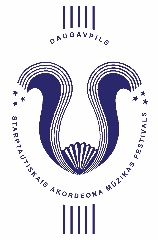 DAUGAVPILS
STARPTAUTISKAIS AKORDEONA MŪZIKAS FESTIVĀLS